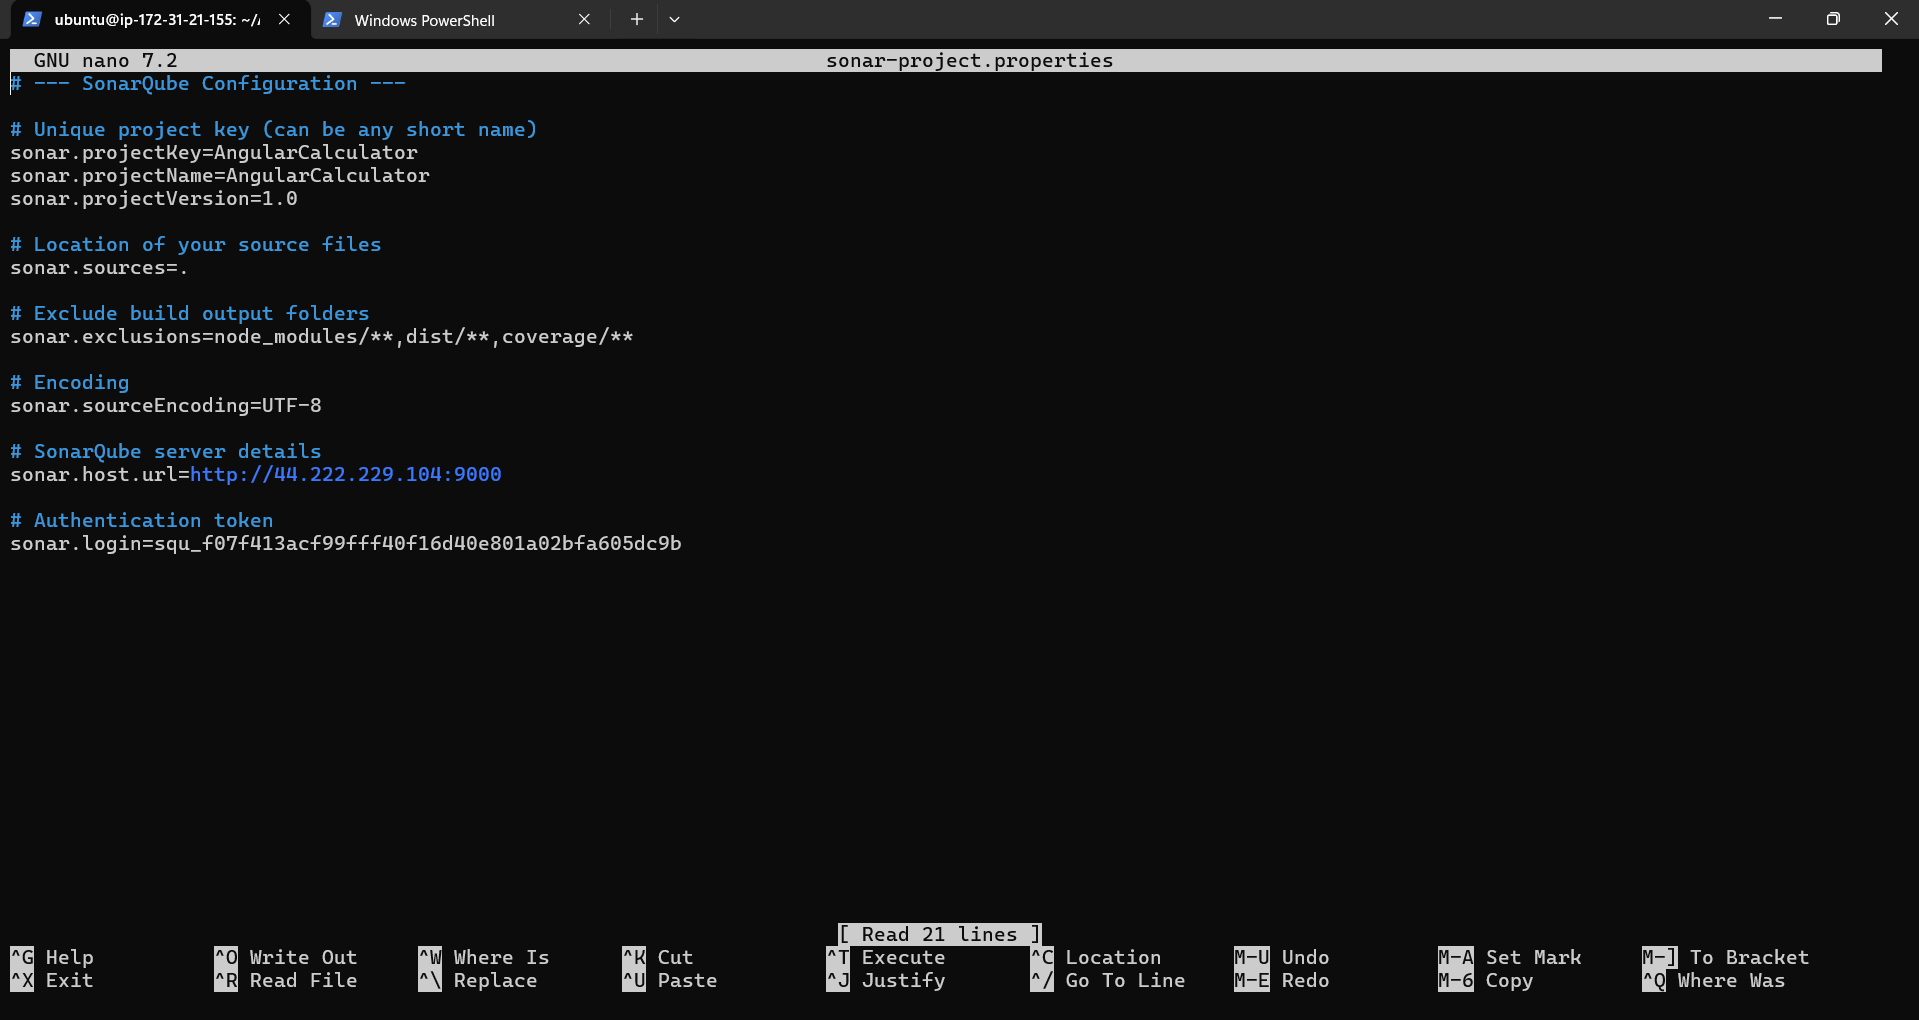 ubuntu@ip-172-31-21-155: ~/
Windows PowerShell
GNU nano 7.2 sonar-project.properties
# --- SonarQube Configuration ---
# Unique project key (can be any short name)
sonar.projectKey=AngularCalculator
sonar.projectName=AngularCalculator
sonar.projectVersion=1.0
# Location of your source files
sonar.sources=.
# Exclude build output folders
sonar.exclusions=node_modules/**,dist/**,coverage/**
# Encoding
sonar.sourceEncoding=UTF-8
# SonarQube server details
sonar.host.url=http://44.222.229.104:9000
# Authentication token
sonar.login=squ_f07f413acf99fff40f16d40e801a02bfa605dc9b
[ Read 21 lines ]
^G Help ^O Write Out ^W Where Is ^K Cut ^T Execute ^C Location M-U Undo M-A Set Mark M-] To Bracket
^X Exit ^R Read File ^\ Replace ^U Paste ^J Justify ^/ Go To Line M-E Redo M-6 Copy ^Q Where Was